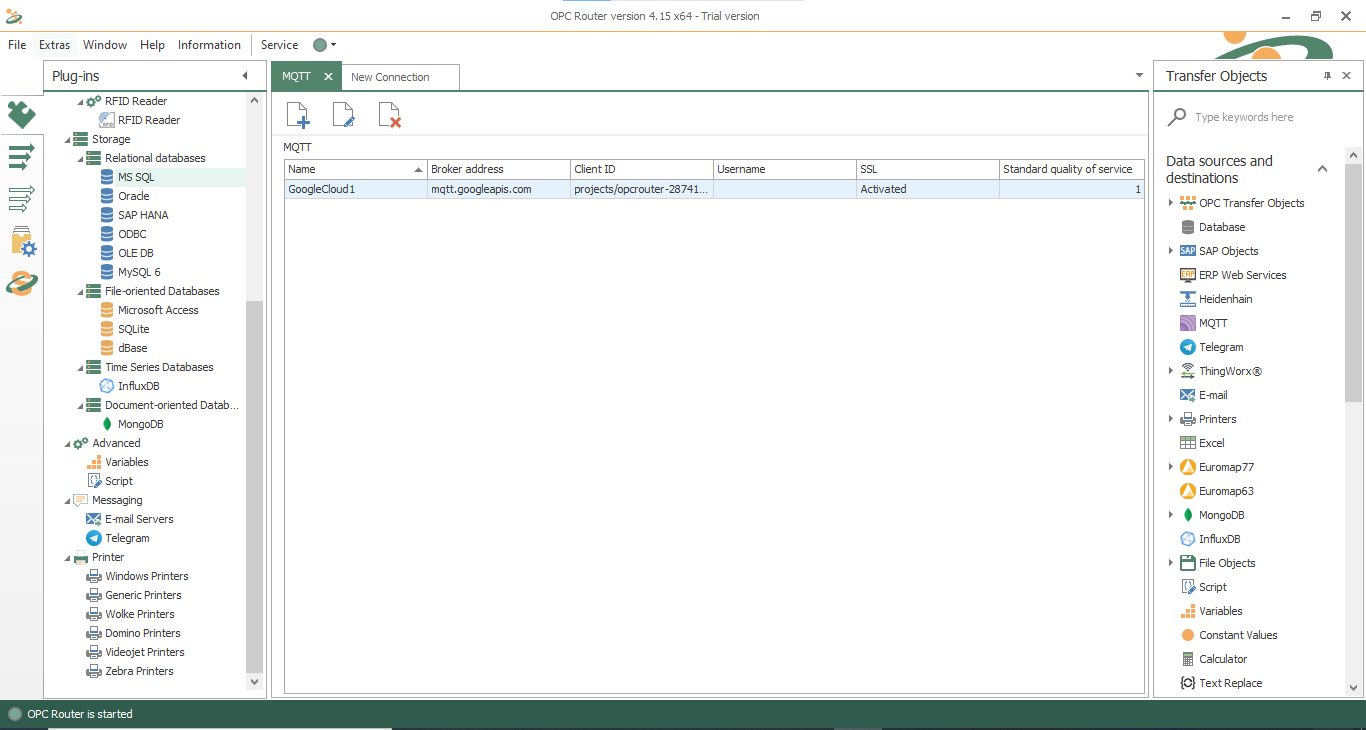 OPC Router version 4.15 x64 - Trial version
File Extras Window Help Information Service
Plug-ins
RFID Reader
RFID Reader
Storage
Relational databases
MS SQL
Oracle
SAP HANA
ODBC
OLE DB
MySQL 6
File-oriented Databases
Microsoft Access
SQLite
dBase
Time Series Databases
InfluxDB
Document-oriented Datab...
MongoDB
Advanced
Variables
Script
Messaging
E-mail Servers
Telegram
Printer
Windows Printers
Generic Printers
Wolke Printers
Domino Printers
Videojet Printers
Zebra Printers
MQTT New Connection
MQTT
Name Broker address Client ID Username SSL Standard quality of service
GoogleCloud1 mqtt.googleapis.com projects/opcrouter-28741... Activated 1
Transfer Objects
Type keywords here
Data sources and
destinations
OPC Transfer Objects
Database
SAP SAP Objects
ERP ERP Web Services
Heidenhain
MQTT
Telegram
ThingWorx®
E-mail
Printers
Excel
Euromap77
Euromap63
MongoDB
InfluxDB
File Objects
Script
Variables
Constant Values
Calculator
Text Replace
OPC Router is started